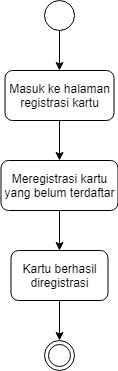 Masuk ke halaman
registrasi kartu
Meregistrasi kartu
yang belum terdaftar
Kartu berhasil
diregistrasi